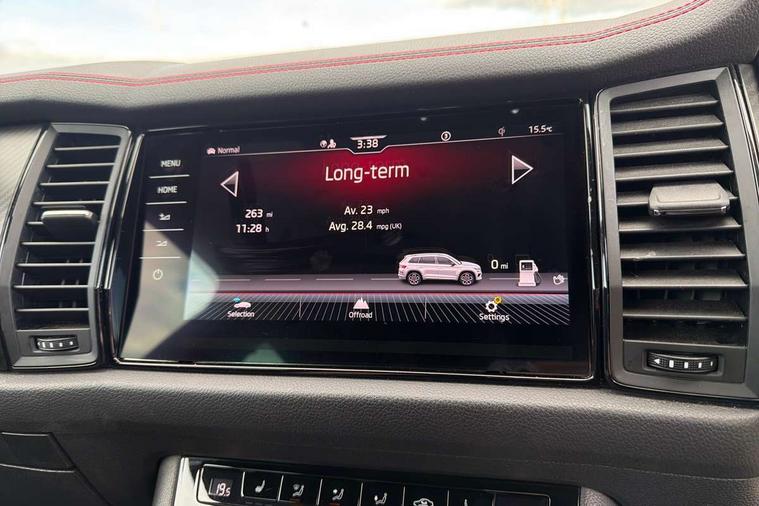 MENU
HOME
Normal
3:38
15.5°C
Long-term
263 mi
11:28 h
Av. 23 mph
Avg. 28.4 mpg (UK)
0 mi
Selection
Offroad
Settings
19.5